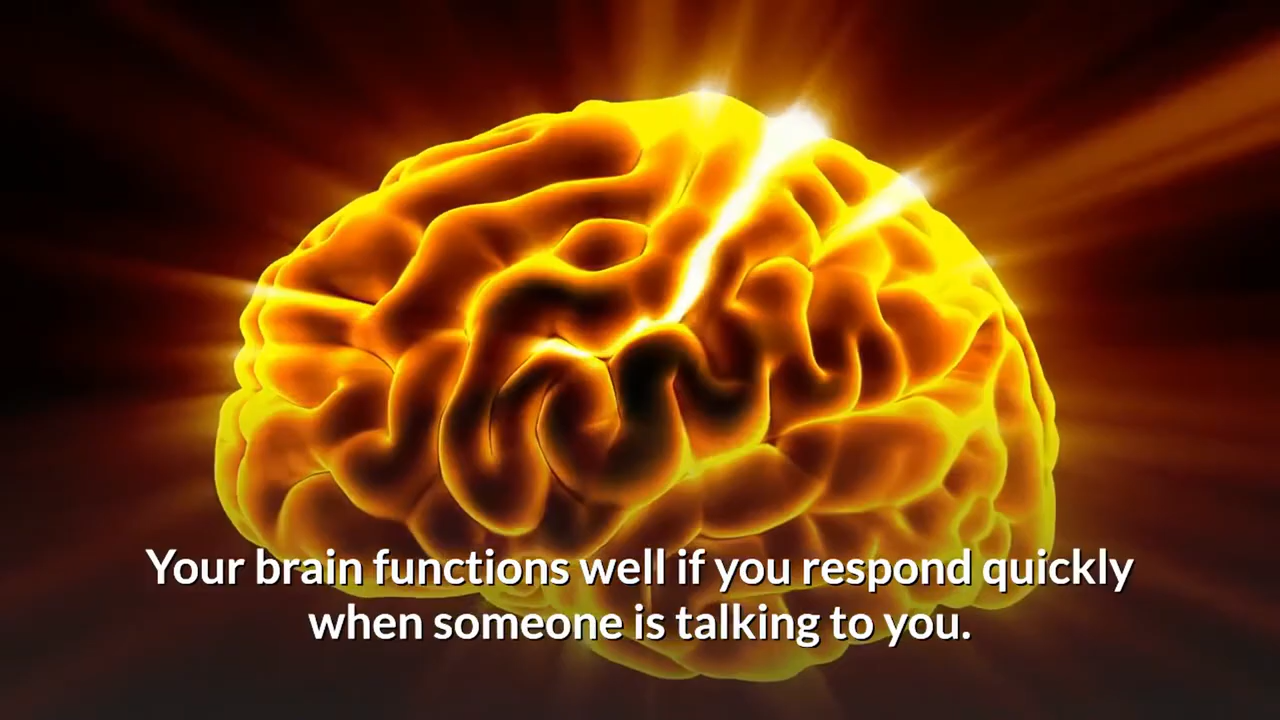 Your brain functions well if you respond quickly
when someone is talking to you.